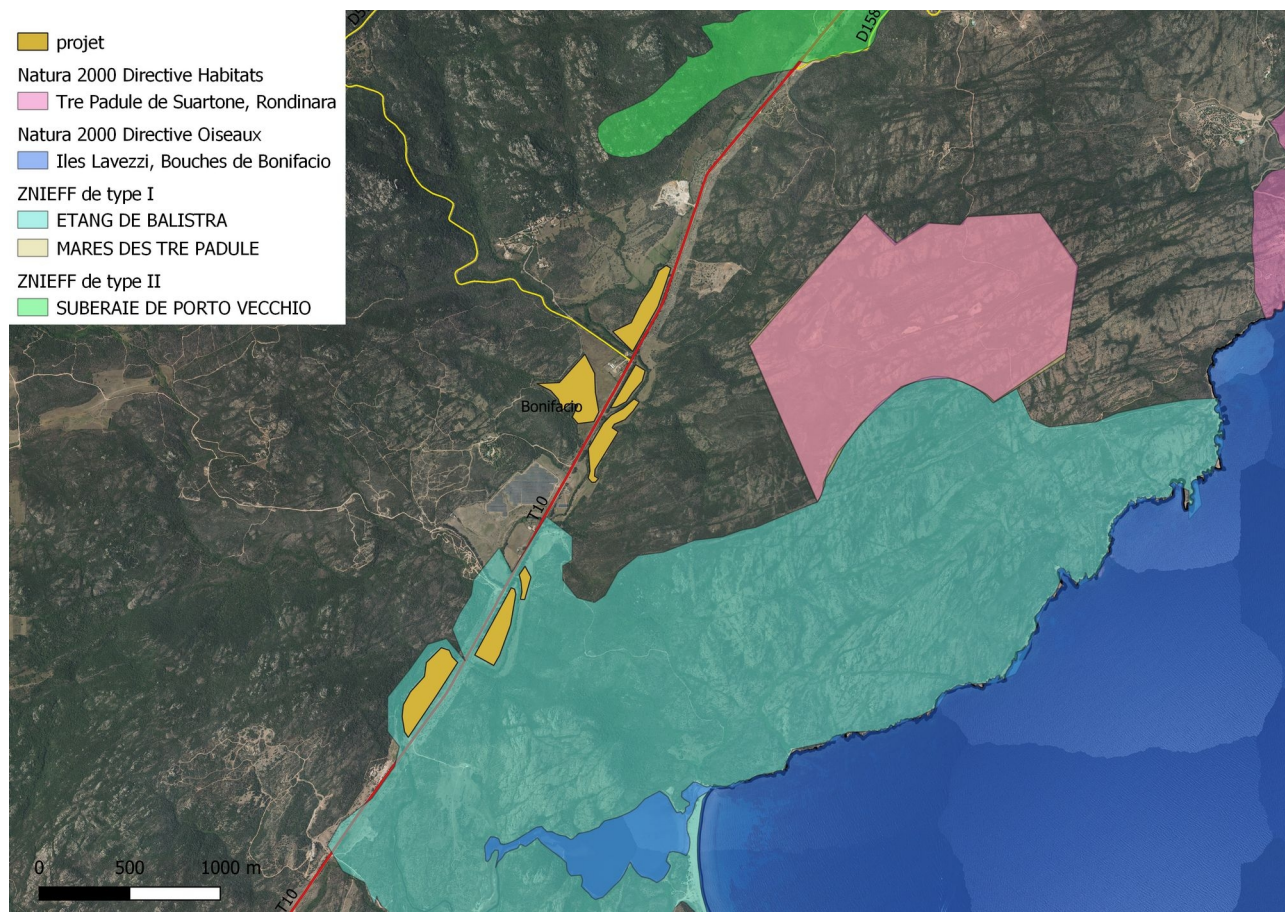 projet
Natura 2000 Directive Habitats
Tre Padule de Suartone, Rondinara
Natura 2000 Directive Oiseaux
Iles Lavezzi, Bouches de Bonifacio
ZNIEFF de type I
ETANG DE BALISTRA
MARES DES TRE PADULE
ZNIEFF de type II
SUBERAIE DE PORTO VECCHIO
D158
Bonifacio
T10
0 500 1000 m
T10